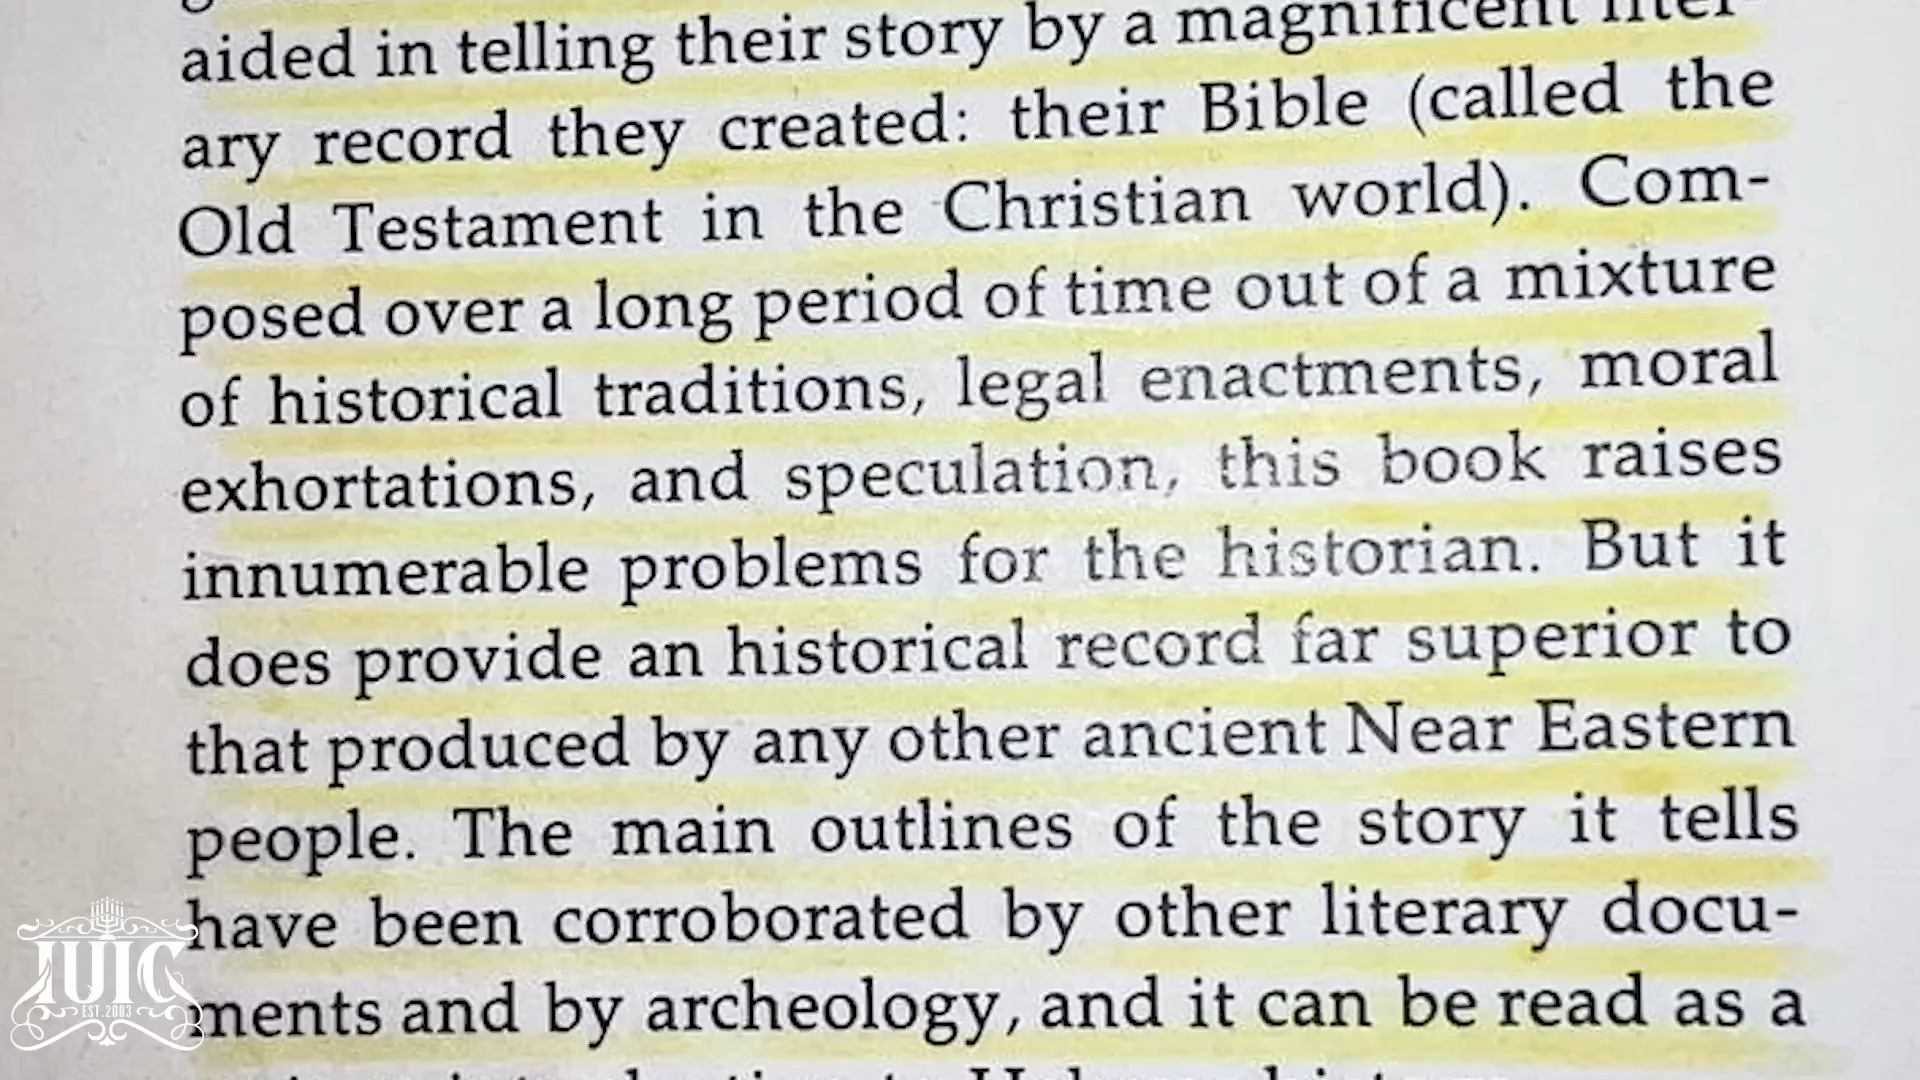 aided in telling their story by a magnificent liter-
ary record they created: their Bible (called the
Old Testament in the Christian world). Com-
posed over a long period of time out of a mixture
of historical traditions, legal enactments, moral
exhortations, and speculation, this book raises
innumerable problems for the historian. But it
does provide an historical record far superior to
that produced by any other ancient Near Eastern
people. The main outlines of the story it tells
have been corroborated by other literary docu-
ments and by archeology, and it can be read as a
IUIC
EST. 2003